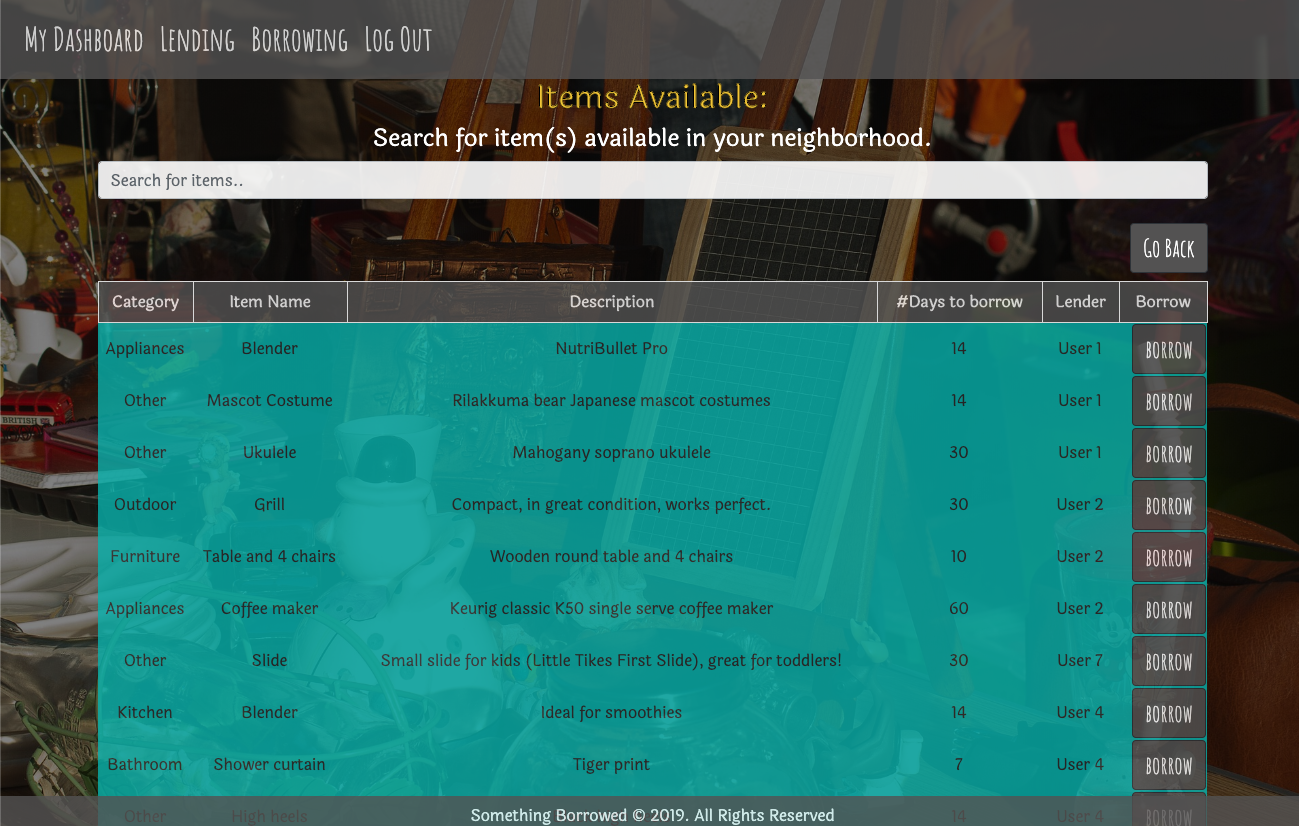 My Dashboard Lending Borrowing Log Out
Items Available:
Search for item(s) available in your neighborhood.
Search for items..
Go Back
Category Item Name Description #Days to borrow Lender Borrow
Appliances Blender NutriBullet Pro 14 User 1 BORROW
Other Mascot Costume Rilakkuma bear Japanese mascot costumes 14 User 1 BORROW
Other Ukulele Mahogany soprano ukulele 30 User 1 BORROW
Outdoor Grill Compact, in great condition, works perfect. 30 User 2 BORROW
Furniture Table and 4 chairs Wooden round table and 4 chairs 10 User 2 BORROW
Appliances Coffee maker Keurig classic K50 single serve coffee maker 60 User 2 BORROW
Other Slide Small slide for kids (Little Tikes First Slide), great for toddlers! 30 User 7 BORROW
Kitchen Blender Ideal for smoothies 14 User 4 BORROW
Bathroom Shower curtain Tiger print 7 User 4 BORROW
Other High heels 14 User 4 BORROW
Something Borrowed © 2019. All Rights Reserved
BRITISH